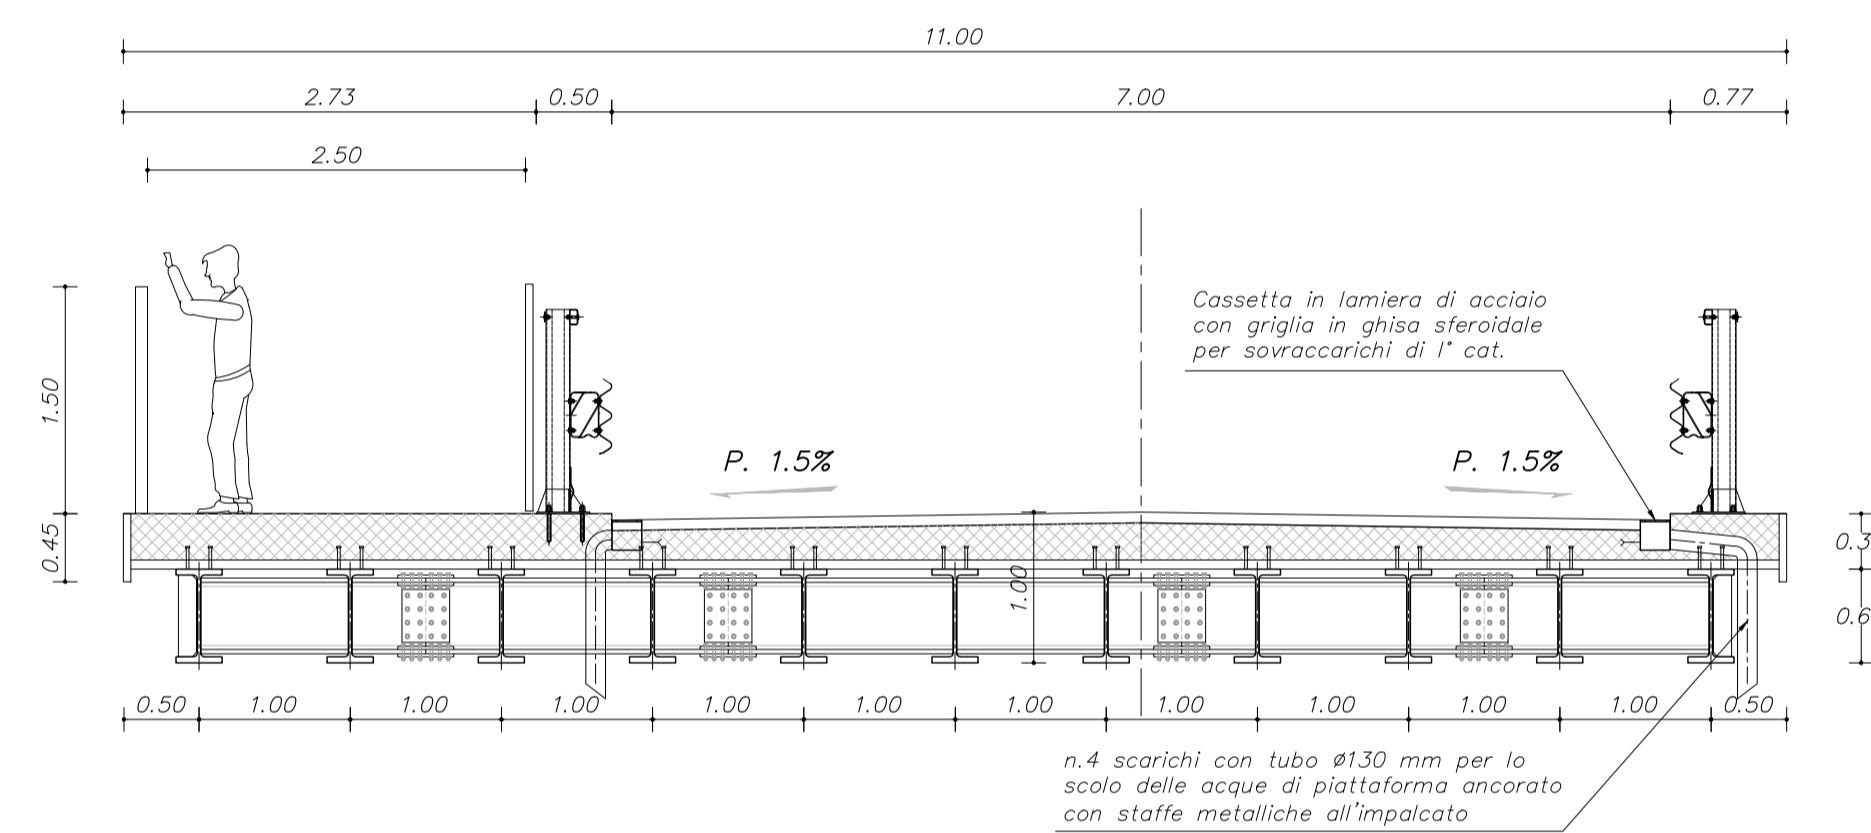 11.00
2.73 0.50 7.00 0.77
2.50
Cassetta in lamiera di acciaio
con griglia in ghisa sferoidale
per sovraccarichi di I° cat.
1.50
P. 1.5% P. 1.5%
0.45
0.3
1.00
0.6
0.50 1.00 1.00 1.00 1.00 1.00 1.00 1.00 1.00 1.00 1.00 0.50
n.4 scarichi con tubo ø130 mm per lo
scolo delle acque di piattaforma ancorato
con staffe metalliche all'impalcato